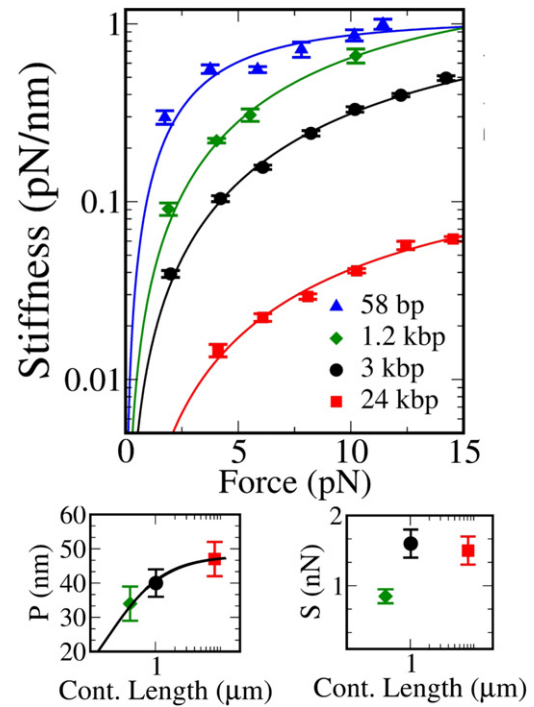 1
0.1
0.01
Stiffness (pN/nm)
58 bp
1.2 kbp
3 kbp
24 kbp
0 5 10 15
Force (pN)
60
50
40
30
20
P (nm)
1
Cont. Length (μm)
2
1
S (nN)
1
Cont. Length (μm)